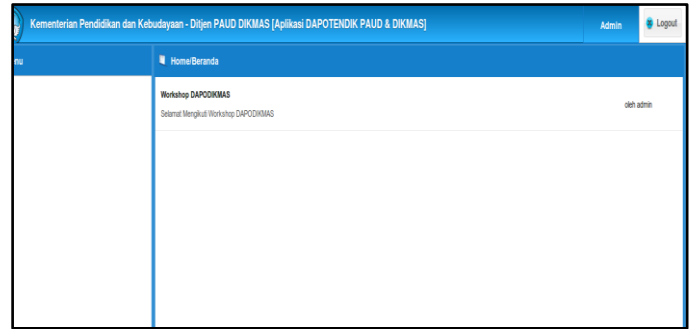 Kementerian Pendidikan dan Kebudayaan - Ditjen PAUD DIKMAS [Aplikasi DAPOTENDIK PAUD & DIKMAS]
Admin
Logout
nu
Home/Beranda
Workshop DAPODIKMAS
oleh admin
Selamat Mengikuti Workshop DAPODIKMAS